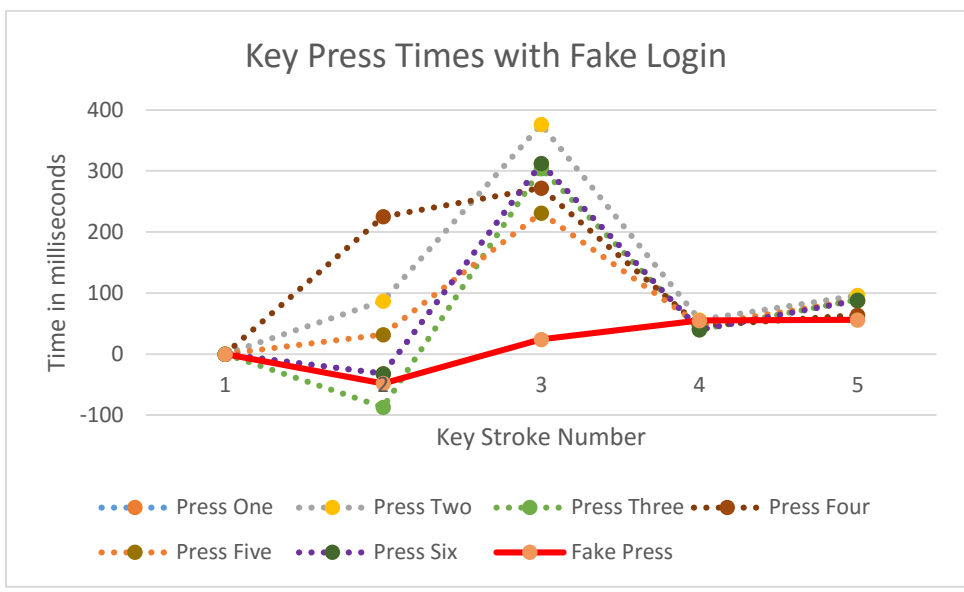 Key Press Times with Fake Login
400
300
200
100
0
-100
Time in milliseconds
1 2 3 4 5
Key Stroke Number
Press One Press Two Press Three Press Four
Press Five Press Six Fake Press